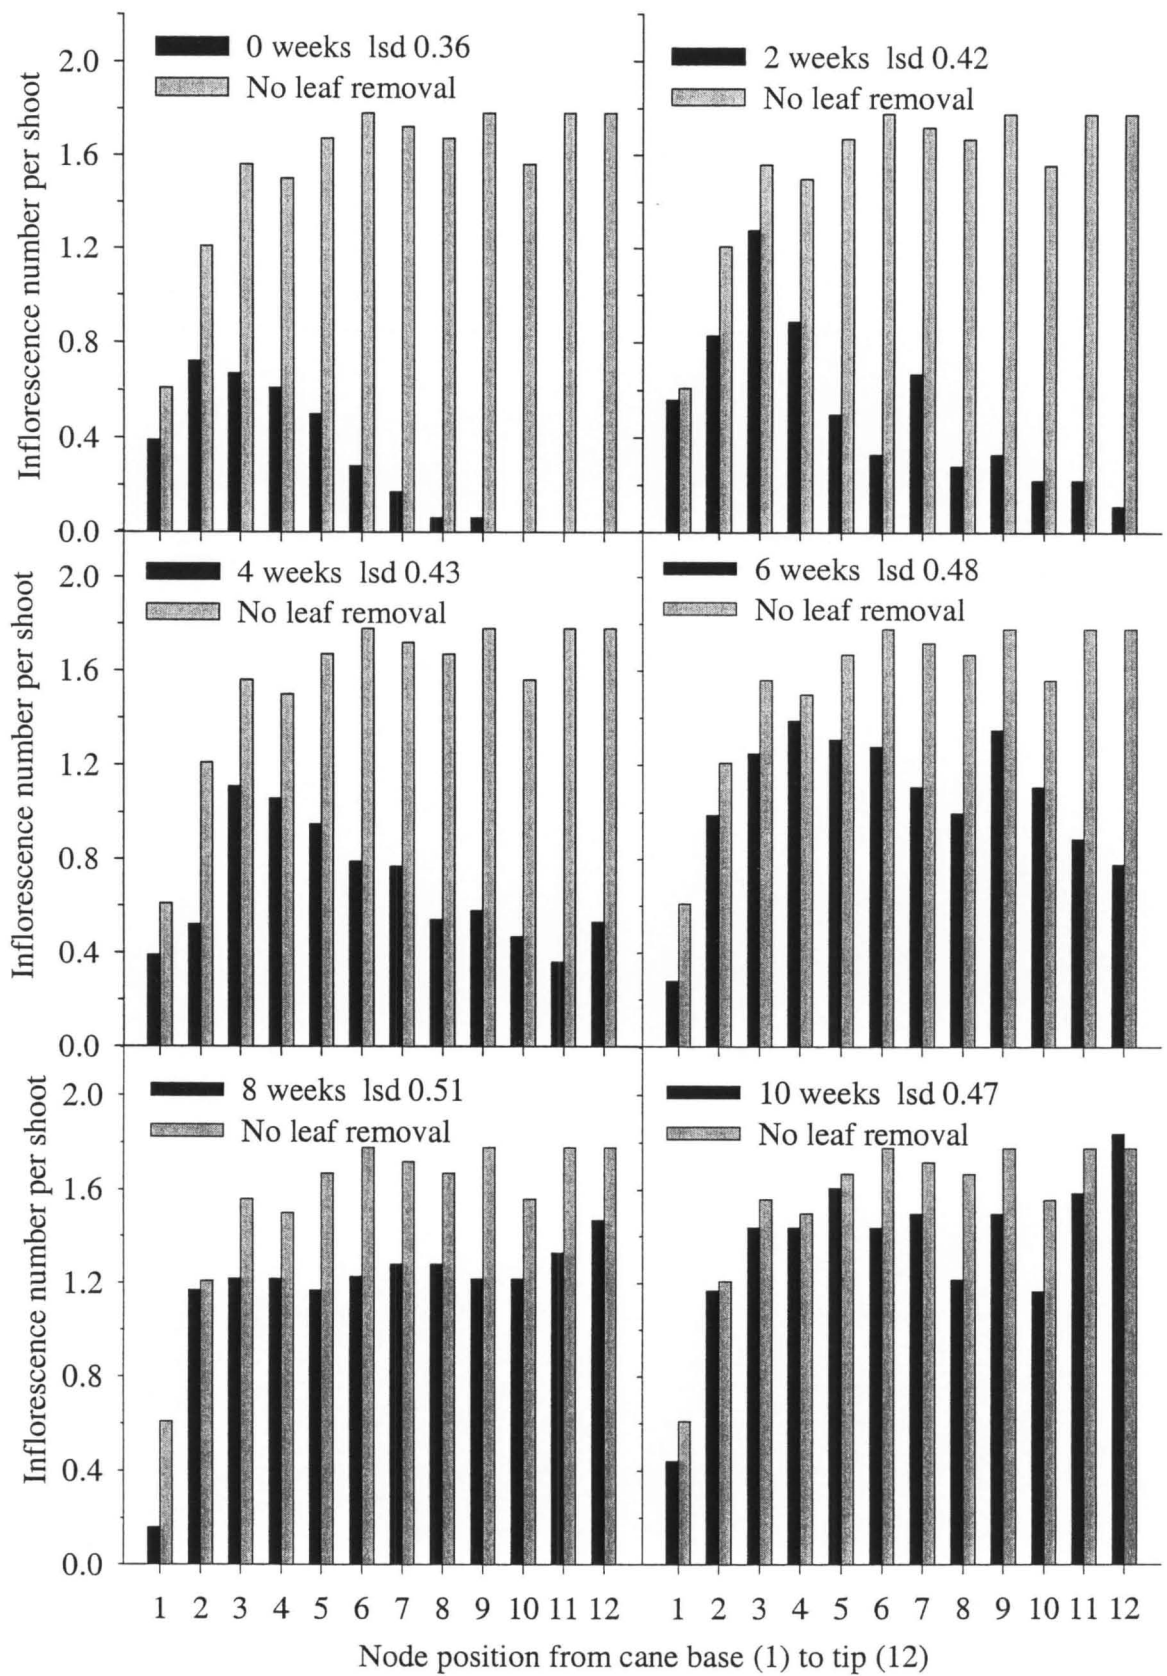 Inflorescence number per shoot
2.0
1.6
1.2
0.8
0.4
0.0
0 weeks lsd 0.36
No leaf removal
2 weeks lsd 0.42
No leaf removal
Inflorescence number per shoot
2.0
1.6
1.2
0.8
0.4
0.0
4 weeks lsd 0.43
No leaf removal
6 weeks lsd 0.48
No leaf removal
Inflorescence number per shoot
2.0
1.6
1.2
0.8
0.4
0.0
8 weeks lsd 0.51
No leaf removal
10 weeks lsd 0.47
No leaf removal
1 2 3 4 5 6 7 8 9 10 11 12
1 2 3 4 5 6 7 8 9 10 11 12
Node position from cane base (1) to tip (12)